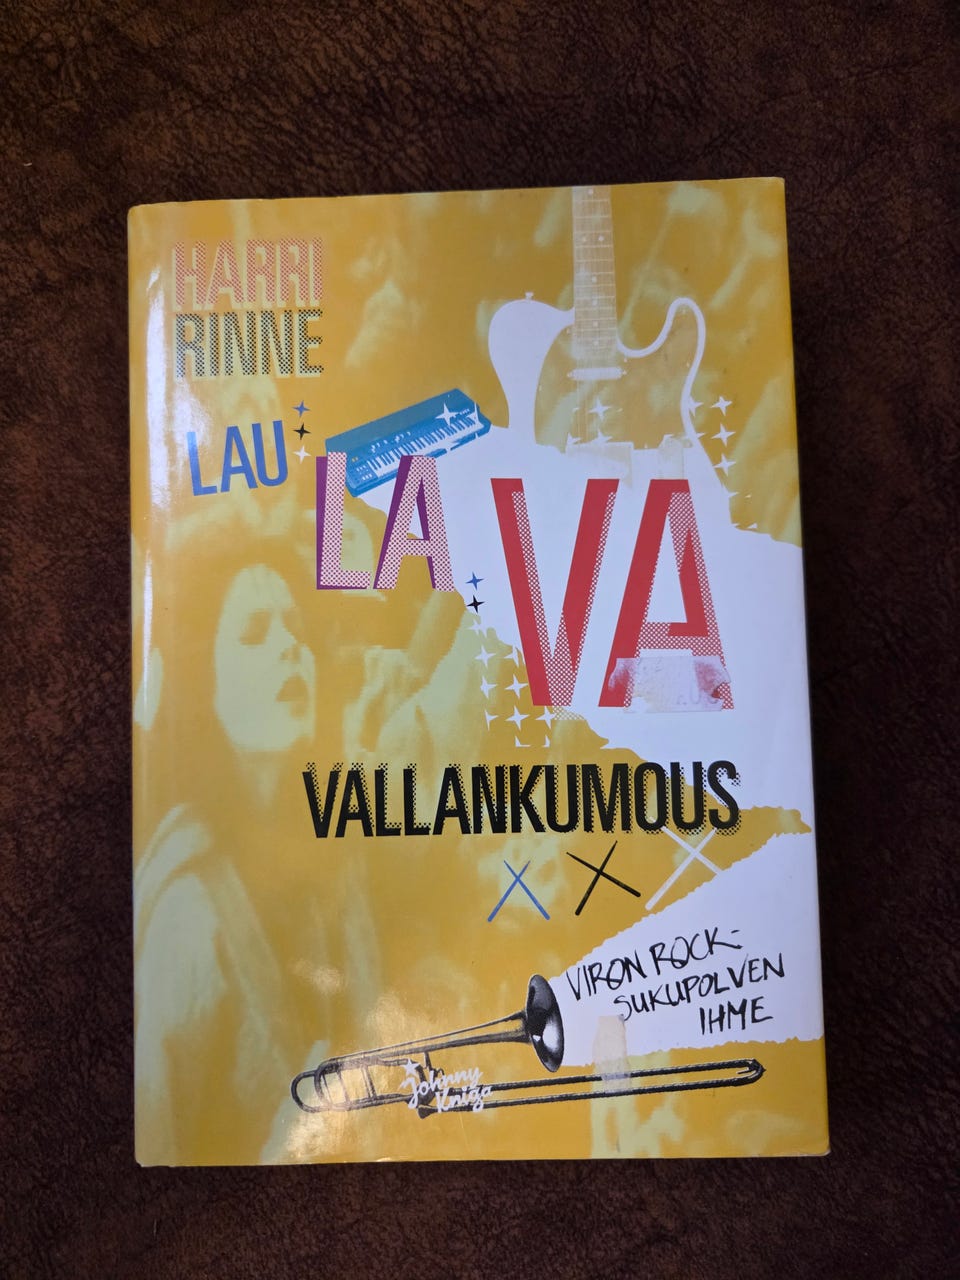 HARRI
RINNE
LAU
LA
VA
VALLANKUMOUS
VIRON ROCK-
SUKUPOLVEN
IHME
Johnny
Kniga